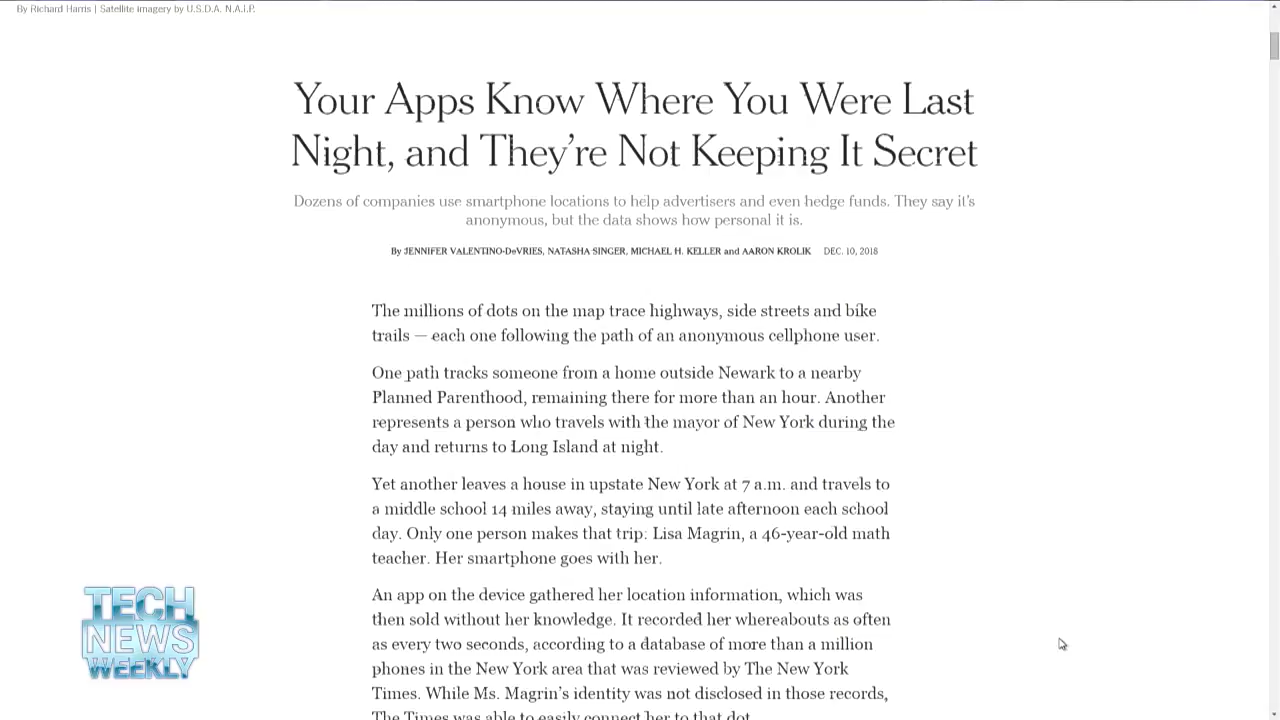 By Richard Harris | Satellite imagery by U.S.D.A. N.A.I.P.
Your Apps Know Where You Were Last
Night, and They're Not Keeping It Secret
Dozens of companies use smartphone locations to help advertisers and even hedge funds. They say it's
anonymous, but the data shows how personal it is.
By JENNIFER VALENTINO-DeVRIES, NATASHA SINGER, MICHAEL H. KELLER and AARON KROLIK DEC. 10, 2018
The millions of dots on the map trace highways, side streets and bike
trails — each one following the path of an anonymous cellphone user.
One path tracks someone from a home outside Newark to a nearby
Planned Parenthood, remaining there for more than an hour. Another
represents a person who travels with the mayor of New York during the
day and returns to Long Island at night.
Yet another leaves a house in upstate New York at 7 a.m. and travels to
a middle school 14 miles away, staying until late afternoon each school
day. Only one person makes that trip: Lisa Magrin, a 46-year-old math
teacher. Her smartphone goes with her.
An app on the device gathered her location information, which was
then sold without her knowledge. It recorded her whereabouts as often
as every two seconds, according to a database of more than a million
phones in the New York area that was reviewed by The New York
Times. While Ms. Magrin's identity was not disclosed in those records,
The Times was able to easily connect her to that dot.
TECH
NEWS
WEEKLY